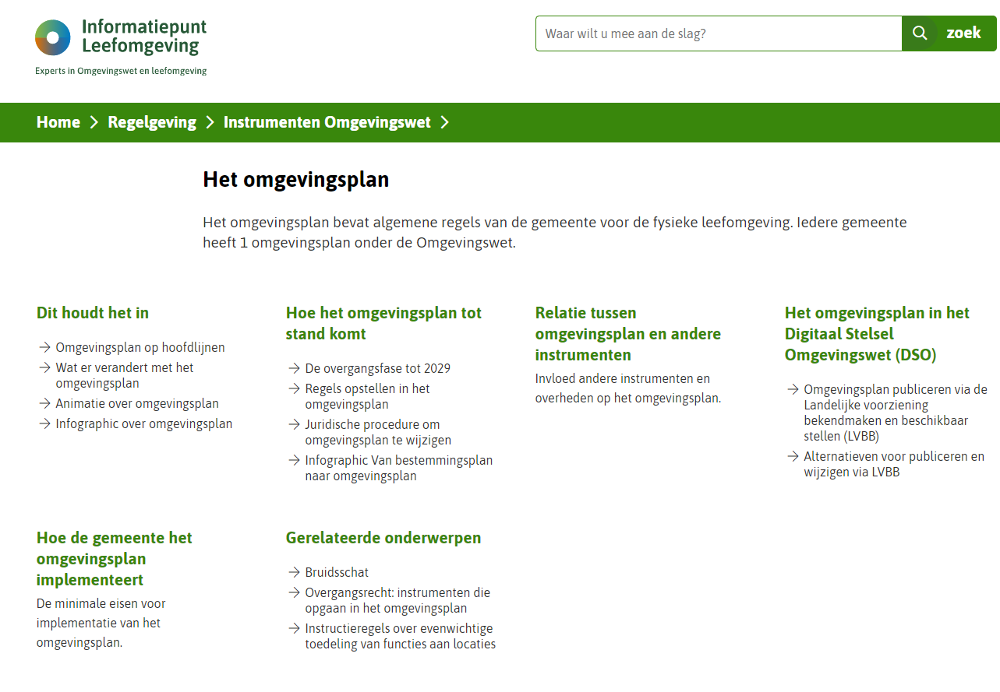 Informatiepunt
Leefomgeving
Experts in Omgevingswet en leefomgeving
Waar wilt u mee aan de slag?
zoek
Home > Regelgeving > Instrumenten Omgevingswet >
Het omgevingsplan
Het omgevingsplan bevat algemene regels van de gemeente voor de fysieke leefomgeving. Iedere gemeente
heeft 1 omgevingsplan onder de Omgevingswet.
Dit houdt het in
→ Omgevingsplan op hoofdlijnen
→ Wat er verandert met het
omgevingsplan
→ Animatie over omgevingsplan
→ Infographic over omgevingsplan
Hoe het omgevingsplan tot
stand komt
→ De overgangsfase tot 2029
→ Regels opstellen in het
omgevingsplan
→ Juridische procedure om
omgevingsplan te wijzigen
→ Infographic Van bestemmingsplan
naar omgevingsplan
Relatie tussen
omgevingsplan en andere
instrumenten
Invloed andere instrumenten en
overheden op het omgevingsplan.
Het omgevingsplan in het
Digitaal Stelsel
Omgevingswet (DSO)
→ Omgevingsplan publiceren via de
Landelijke voorziening
bekendmaken en beschikbaar
stellen (LVBB)
→ Alternatieven voor publiceren en
wijzigen via LVBB
Hoe de gemeente het
omgevingsplan
implementeert
De minimale eisen voor
implementatie van het
omgevingsplan.
Gerelateerde onderwerpen
→ Bruidsschat
→ Overgangsrecht: instrumenten die
opgaan in het omgevingsplan
→ Instructieregels over evenwichtige
toedeling van functies aan locaties